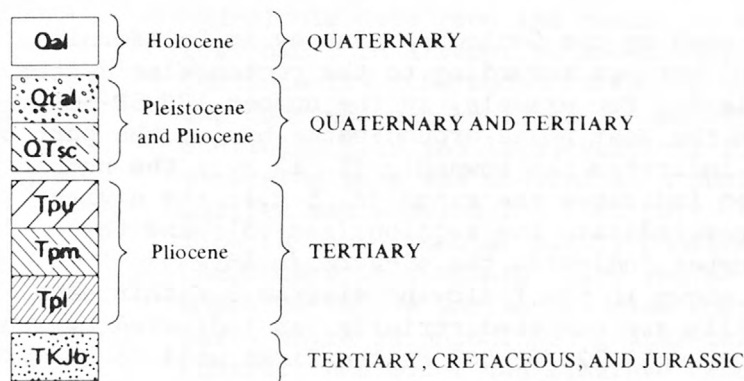 Qal Holocene QUATERNARY
Qtal
Pleistocene and Pliocene QUATERNARY AND TERTIARY
QTsc
Tpu
Tpm Pliocene TERTIARY
Tpl
TKJb TERTIARY, CRETACEOUS, AND JURASSIC